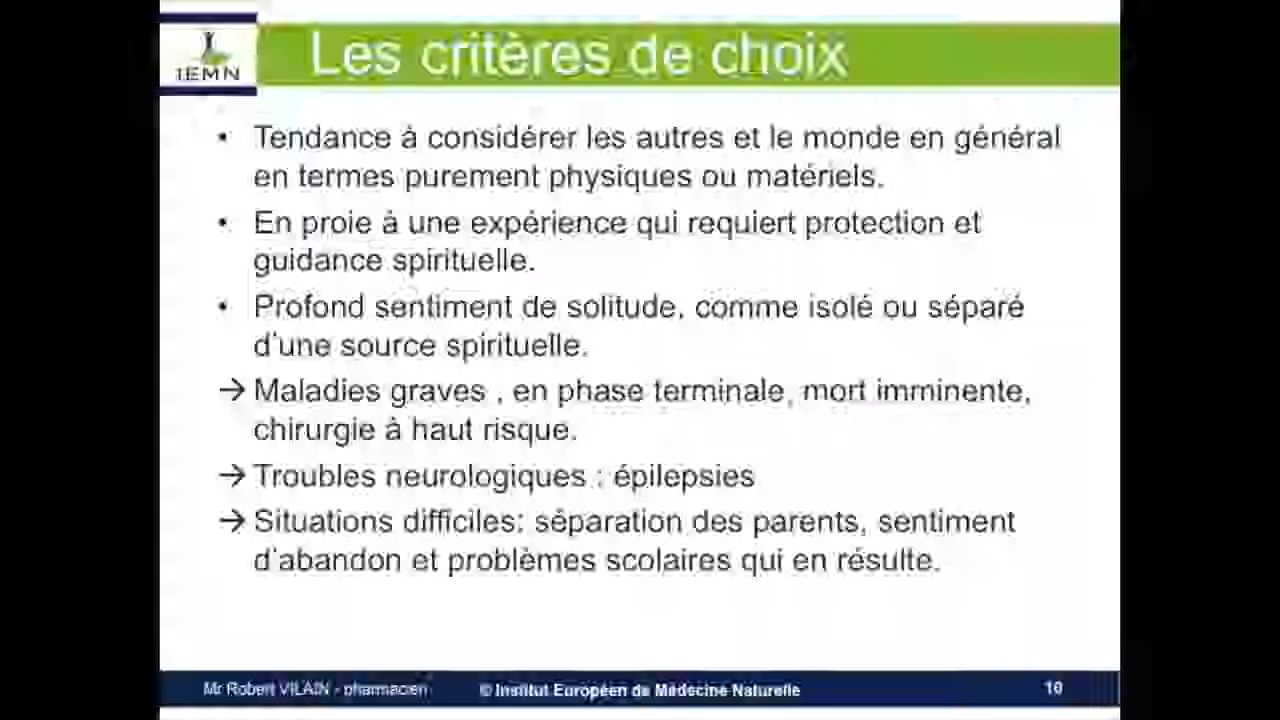 IEMN
Les critères de choix
• Tendance à considérer les autres et le monde en général
en termes purement physiques ou matériels.
• En proie à une expérience qui requiert protection et
guidance spirituelle.
• Profond sentiment de solitude, comme isolé ou séparé
d'une source spirituelle.
→ Maladies graves , en phase terminale, mort imminente,
chirurgie à haut risque.
→ Troubles neurologiques : épilepsies
→ Situations difficiles: séparation des parents, sentiment
d'abandon et problèmes scolaires qui en résulte.
Mr Robert VILAIN - pharmacien
© Institut Européen de Médecine Naturelle
10